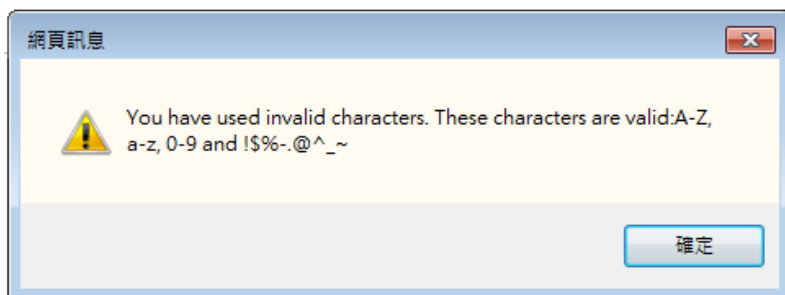 網頁訊息
You have used invalid characters. These characters are valid:A-Z,
a-z, 0-9 and !$%-.@^_~
確定